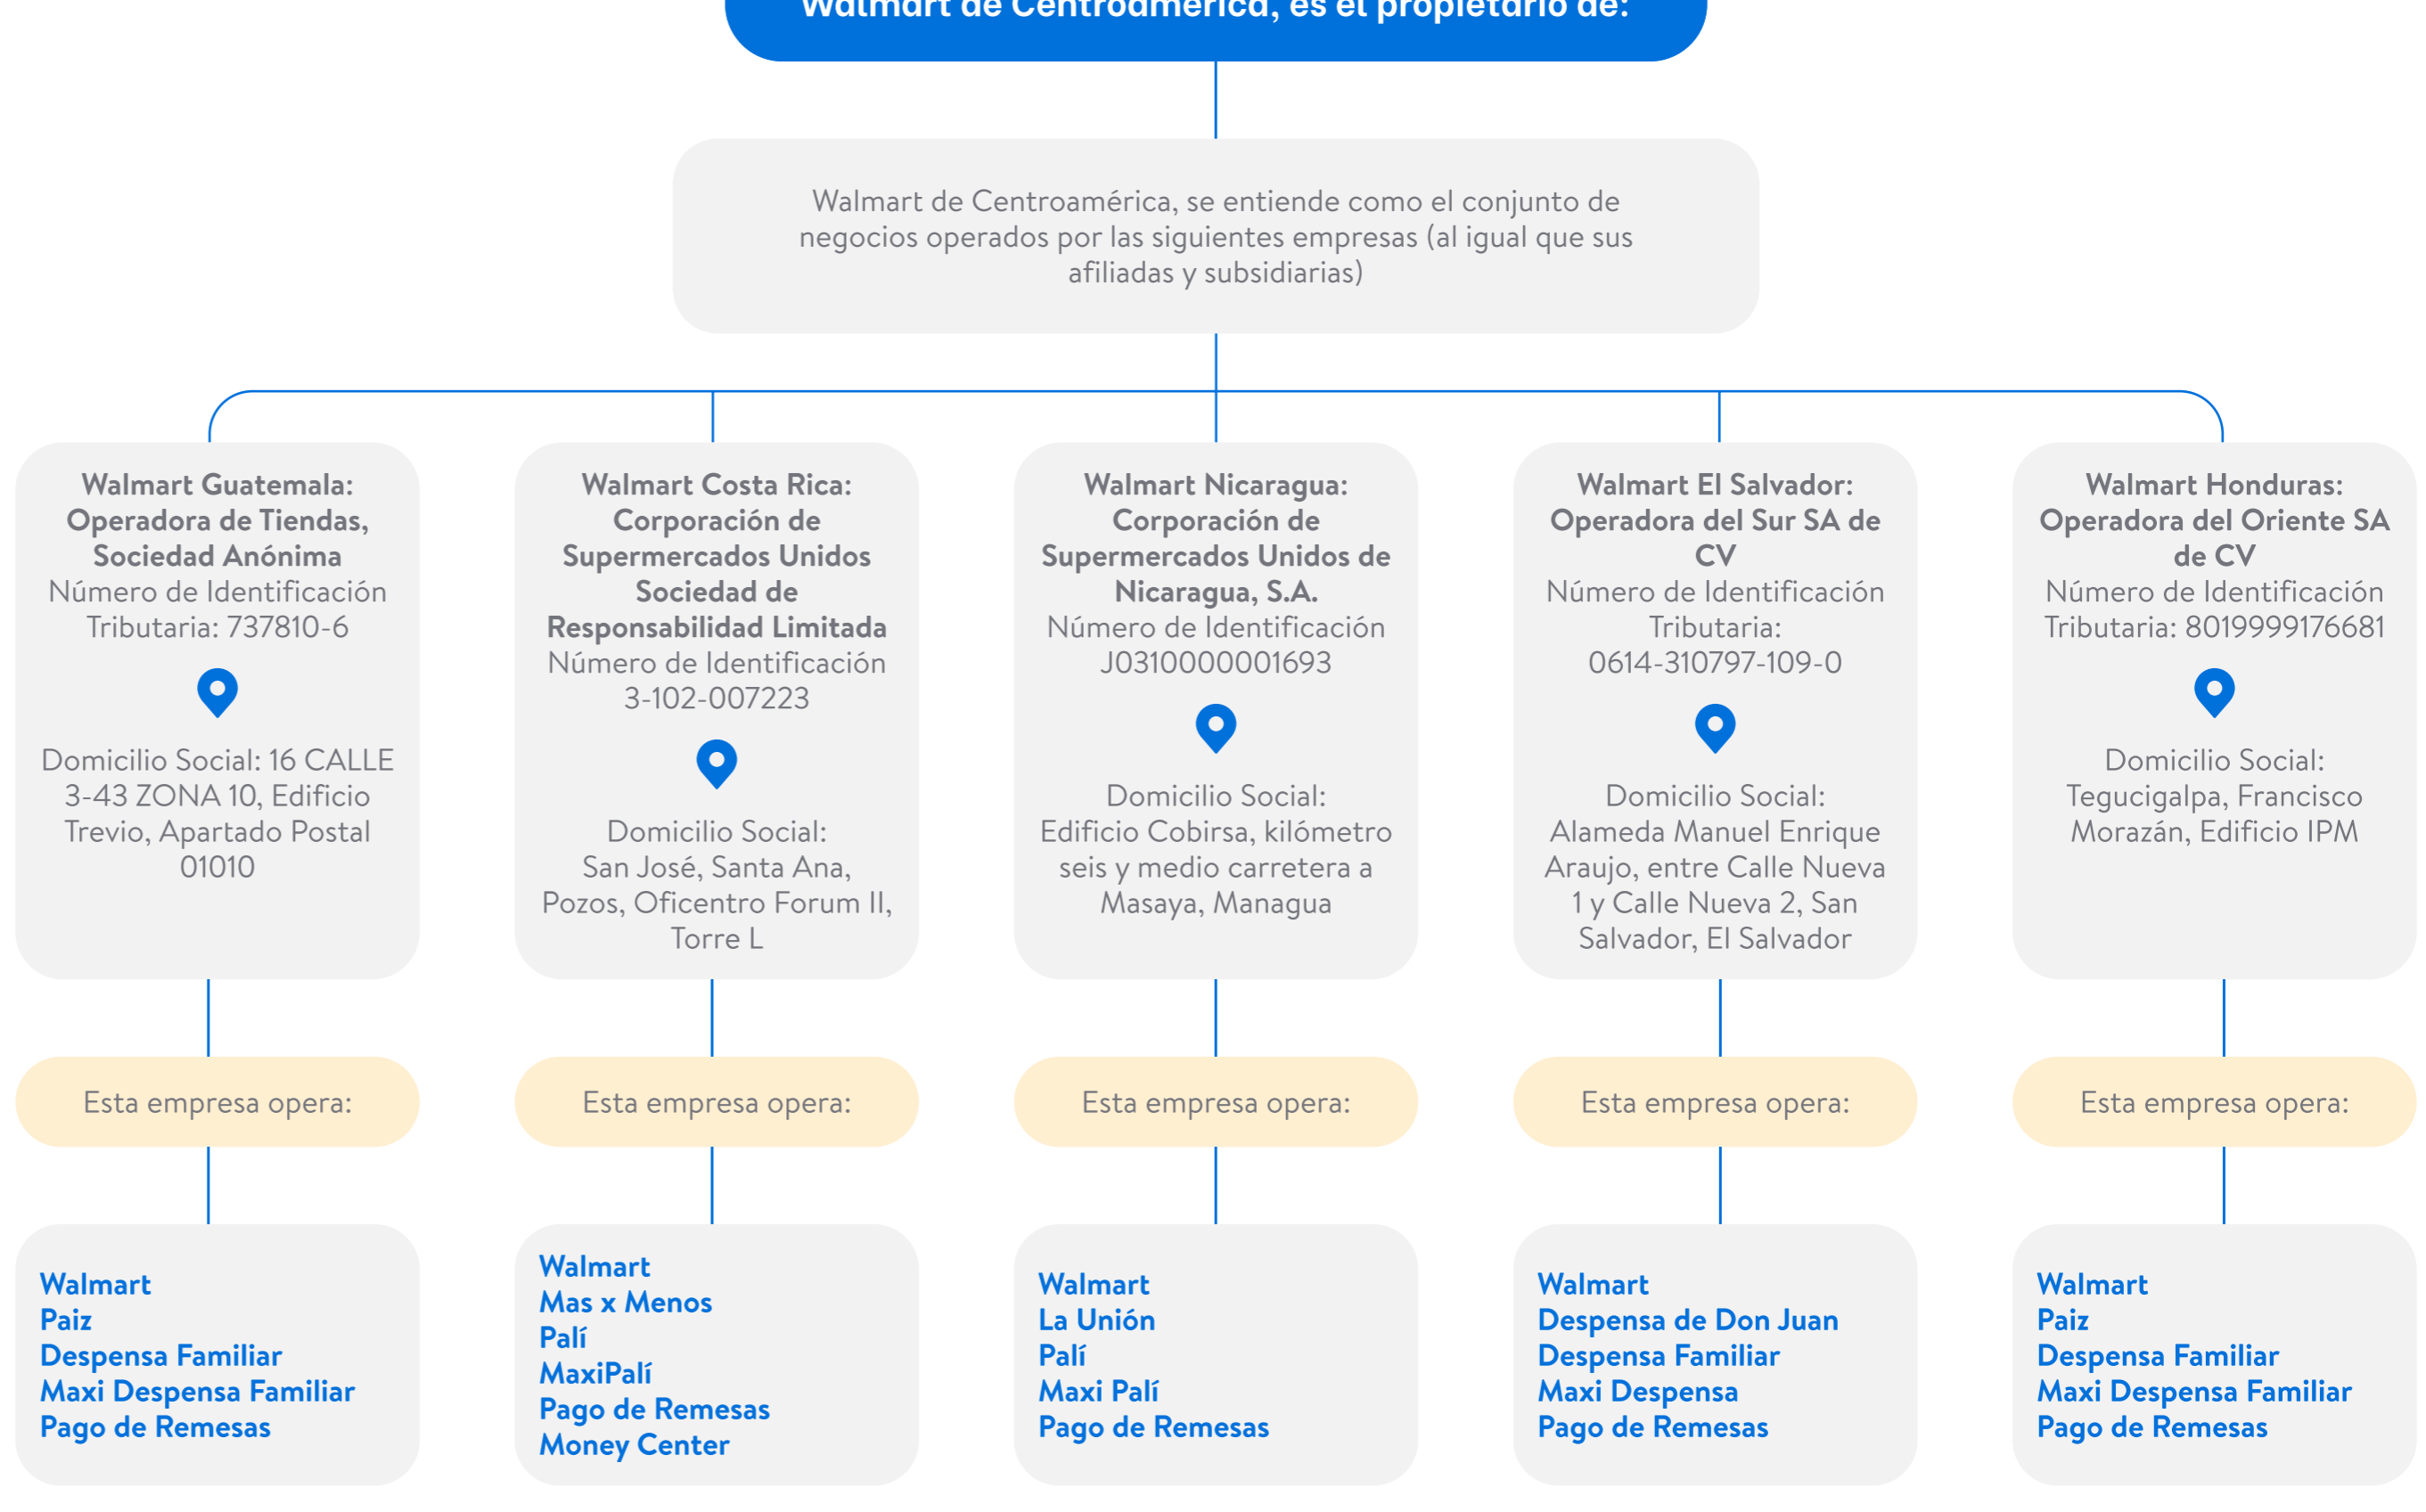 Walmart de Centroamérica, es el propietario de:
Walmart de Centroamérica, se entiende como el conjunto de
negocios operados por las siguientes empresas (al igual que sus
afiliadas y subsidiarias)
Walmart Guatemala:
Operadora de Tiendas,
Sociedad Anónima
Número de Identificación
Tributaria: 737810-6
Domicilio Social: 16 CALLE
3-43 ZONA 10, Edificio
Trevio, Apartado Postal
01010
Walmart Costa Rica:
Corporación de
Supermercados Unidos
Sociedad de
Responsabilidad Limitada
Número de Identificación
3-102-007223
Domicilio Social:
San José, Santa Ana,
Pozos, Oficentro Forum II,
Torre L
Walmart Nicaragua:
Corporación de
Supermercados Unidos de
Nicaragua, S.A.
Número de Identificación
J0310000001693
Domicilio Social:
Edificio Cobirsa, kilómetro
seis y medio carretera a
Masaya, Managua
Walmart El Salvador:
Operadora del Sur SA de
CV
Número de Identificación
Tributaria:
0614-310797-109-0
Domicilio Social:
Alameda Manuel Enrique
Araujo, entre Calle Nueva
1 y Calle Nueva 2, San
Salvador, El Salvador
Walmart Honduras:
Operadora del Oriente SA
de CV
Número de Identificación
Tributaria: 8019999176681
Domicilio Social:
Tegucigalpa, Francisco
Morazán, Edificio IPM
Esta empresa opera:
Esta empresa opera:
Esta empresa opera:
Esta empresa opera:
Esta empresa opera:
Walmart
Paiz
Despensa Familiar
Maxi Despensa Familiar
Pago de Remesas
Walmart
Mas x Menos
Palí
MaxiPalí
Pago de Remesas
Money Center
Walmart
La Unión
Palí
Maxi Palí
Pago de Remesas
Walmart
Despensa de Don Juan
Despensa Familiar
Maxi Despensa
Pago de Remesas
Walmart
Paiz
Despensa Familiar
Maxi Despensa Familiar
Pago de Remesas